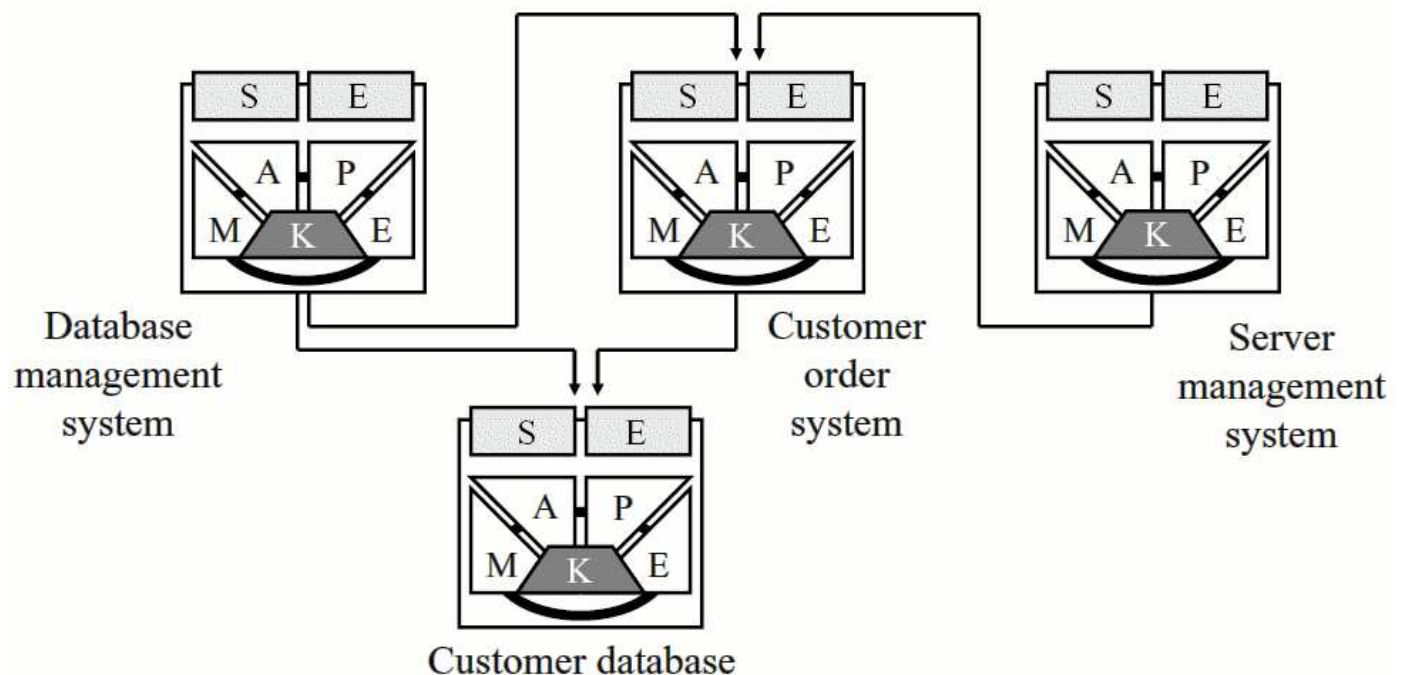 S E
A P
M K E
Database
management
system
S E
A P
M K E
Customer
order
system
S E
A P
M K E
Server
management
system
S E
A P
M K E
Customer database